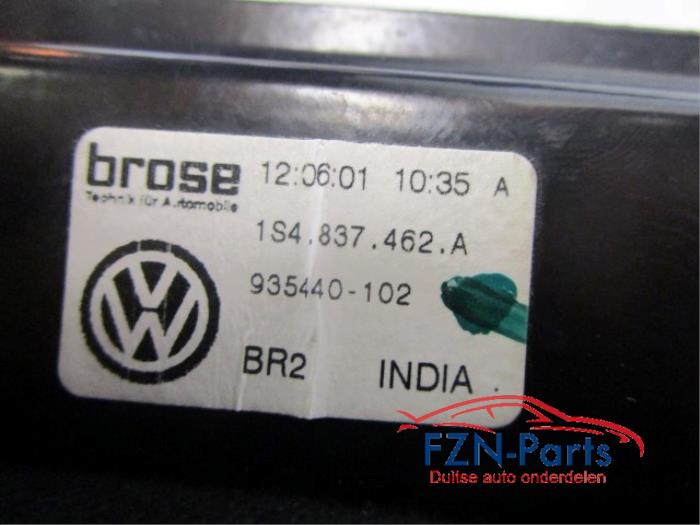 brose 12:06:01 10:35 A
Technik für Automobile
1S4.837.462.A
935440-102
BR2 INDIA
FZN-Parts
Duitse auto onderdelen